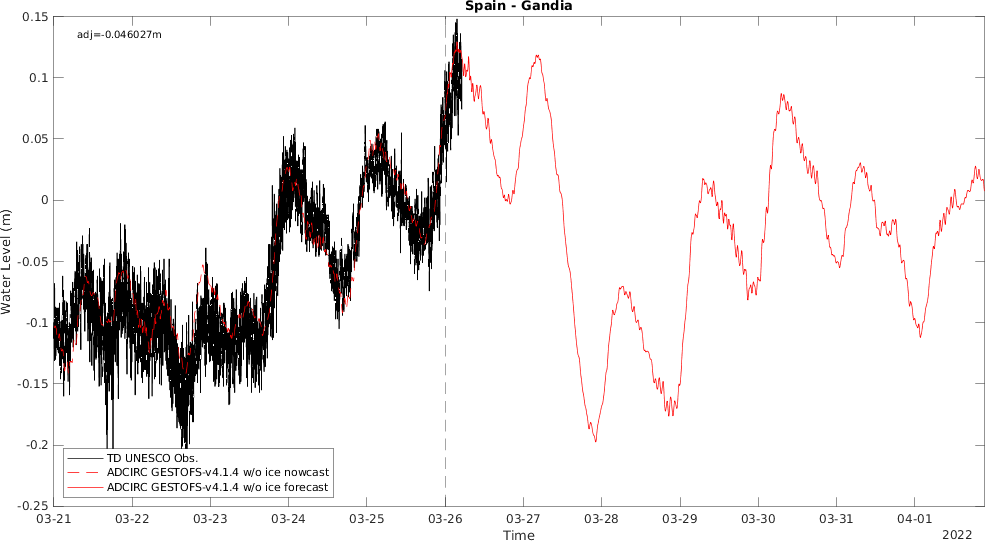 Spain - Gandia
adj=-0.046027m
0.15
0.1
0.05
0
-0.05
-0.1
-0.15
-0.2
-0.25
Water Level (m)
TD UNESCO Obs.
ADCIRC GESTOFS-v4.1.4 w/o ice nowcast
ADCIRC GESTOFS-v4.1.4 w/o ice forecast
03-21 03-22 03-23 03-24 03-25 03-26 03-27 03-28 03-29 03-30 03-31 04-01
Time
2022